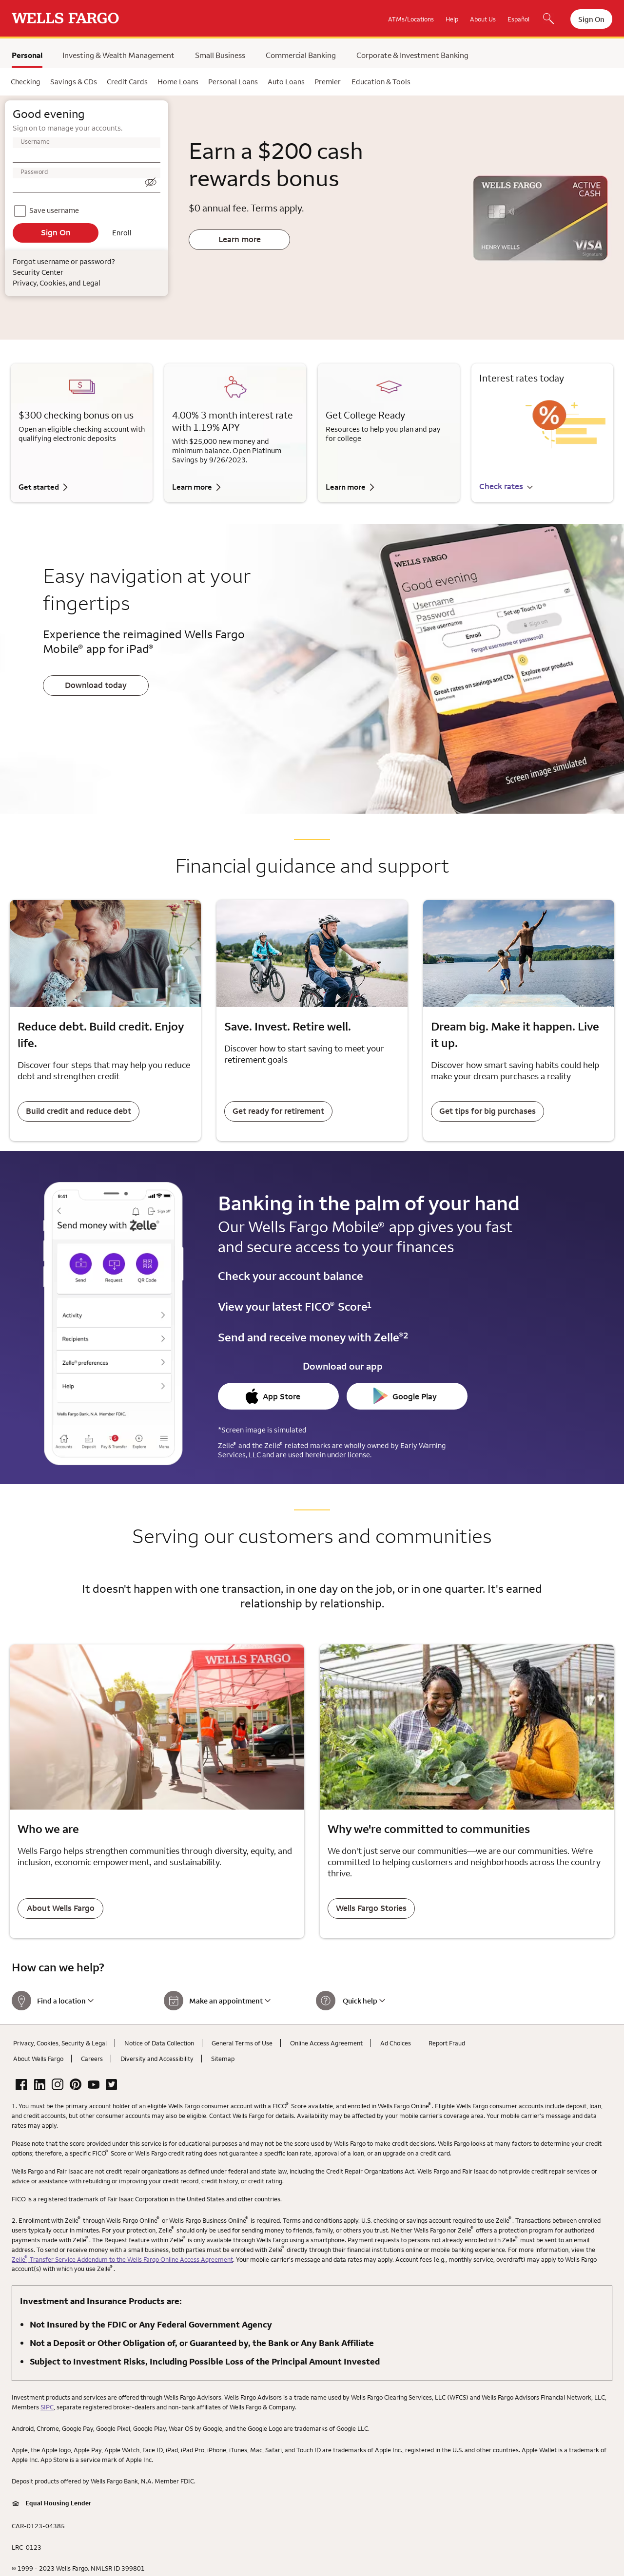 WELLS FARGO
ATMs/Locations Help About Us Español Sign On
Personal Investing & Wealth Management Small Business Commercial Banking Corporate & Investment Banking
Checking Savings & CDs Credit Cards Home Loans Personal Loans Auto Loans Premier Education & Tools
Good evening
Sign on to manage your accounts.
Username
Password
Save username
Sign On Enroll
Forgot username or password?
Security Center
Privacy, Cookies, and Legal
Earn a $200 cash
rewards bonus
$0 annual fee. Terms apply.
Learn more
WELLS FARGO
ACTIVE
CASH
HENRY WELLS
VISA
Signature
$300 checking bonus on us
Open an eligible checking account with
qualifying electronic deposits
Get started
4.00% 3 month interest rate
with 1.19% APY
With $25,000 new money and
minimum balance. Open Platinum
Savings by 9/26/2023.
Learn more
Get College Ready
Resources to help you plan and pay
for college
Learn more
Interest rates today
%
Check rates
Easy navigation at your
fingertips
Experience the reimagined Wells Fargo
Mobile® app for iPad®
Download today
WELLS FARGO
Good evening
Username
Password
Save username
Set up Touch ID®
Enroll
Sign on
Forgot username or password?
Great rates on savings and CDs
Learn more
Explore our products
Learn more
Screen image simulated
Financial guidance and support
Reduce debt. Build credit. Enjoy
life.
Discover four steps that may help you reduce
debt and strengthen credit
Build credit and reduce debt
Save. Invest. Retire well.
Discover how to start saving to meet your
retirement goals
Get ready for retirement
Dream big. Make it happen. Live
it up.
Discover how smart saving habits could help
make your dream purchases a reality
Get tips for big purchases
9:41
Sign off
Send money with Zelle®
Send Request QR Code
Activity
Recipients
Zelle® preferences
Help
Wells Fargo Bank, N.A. Member FDIC.
Accounts Deposit Pay & Transfer Explore Menu
Banking in the palm of your hand
Our Wells Fargo Mobile® app gives you fast
and secure access to your finances
Check your account balance
View your latest FICO® Score1
Send and receive money with Zelle®2
Download our app
App Store
Google Play
*Screen image is simulated
Zelle® and the Zelle® related marks are wholly owned by Early Warning
Services, LLC and are used herein under license.
Serving our customers and communities
It doesn't happen with one transaction, in one day on the job, or in one quarter. It's earned
relationship by relationship.
WELLS FARGO
Who we are
Wells Fargo helps strengthen communities through diversity, equity, and
inclusion, economic empowerment, and sustainability.
About Wells Fargo
Why we're committed to communities
We don't just serve our communities—we are our communities. We're
committed to helping customers and neighborhoods across the country
thrive.
Wells Fargo Stories
How can we help?
Find a location Make an appointment Quick help
Privacy, Cookies, Security & Legal Notice of Data Collection General Terms of Use Online Access Agreement Ad Choices Report Fraud
About Wells Fargo Careers Diversity and Accessibility Sitemap
1. You must be the primary account holder of an eligible Wells Fargo consumer account with a FICO® Score available, and enrolled in Wells Fargo Online®. Eligible Wells Fargo consumer accounts include deposit, loan,
and credit accounts, but other consumer accounts may also be eligible. Contact Wells Fargo for details. Availability may be affected by your mobile carrier's coverage area. Your mobile carrier's message and data
rates may apply.
Please note that the score provided under this service is for educational purposes and may not be the score used by Wells Fargo to make credit decisions. Wells Fargo looks at many factors to determine your credit
options; therefore, a specific FICO® Score or Wells Fargo credit rating does not guarantee a specific loan rate, approval of a loan, or an upgrade on a credit card.
Wells Fargo and Fair Isaac are not credit repair organizations as defined under federal and state law, including the Credit Repair Organizations Act. Wells Fargo and Fair Isaac do not provide credit repair services or
advice or assistance with rebuilding or improving your credit record, credit history, or credit rating.
FICO is a registered trademark of Fair Isaac Corporation in the United States and other countries.
2. Enrollment with Zelle® through Wells Fargo Online® or Wells Fargo Business Online® is required. Terms and conditions apply. U.S. checking or savings account required to use Zelle®. Transactions between enrolled
users typically occur in minutes. For your protection, Zelle® should only be used for sending money to friends, family, or others you trust. Neither Wells Fargo nor Zelle® offers a protection program for authorized
payments made with Zelle®. The Request feature within Zelle® is only available through Wells Fargo using a smartphone. Payment requests to persons not already enrolled with Zelle® must be sent to an email
address. To send or receive money with a small business, both parties must be enrolled with Zelle® directly through their financial institution's online or mobile banking experience. For more information, view the
Zelle® Transfer Service Addendum to the Wells Fargo Online Access Agreement. Your mobile carrier's message and data rates may apply. Account fees (e.g., monthly service, overdraft) may apply to Wells Fargo
account(s) with which you use Zelle®.
Investment and Insurance Products are:
• Not Insured by the FDIC or Any Federal Government Agency
• Not a Deposit or Other Obligation of, or Guaranteed by, the Bank or Any Bank Affiliate
• Subject to Investment Risks, Including Possible Loss of the Principal Amount Invested
Investment products and services are offered through Wells Fargo Advisors. Wells Fargo Advisors is a trade name used by Wells Fargo Clearing Services, LLC (WFCS) and Wells Fargo Advisors Financial Network, LLC,
Members SIPC, separate registered broker-dealers and non-bank affiliates of Wells Fargo & Company.
Android, Chrome, Google Pay, Google Pixel, Google Play, Wear OS by Google, and the Google Logo are trademarks of Google LLC.
Apple, the Apple logo, Apple Pay, Apple Watch, Face ID, iPad, iPad Pro, iPhone, iTunes, Mac, Safari, and Touch ID are trademarks of Apple Inc., registered in the U.S. and other countries. Apple Wallet is a trademark of
Apple Inc. App Store is a service mark of Apple Inc.
Deposit products offered by Wells Fargo Bank, N.A. Member FDIC.
Equal Housing Lender
CAR-0123-04385
LRC-0123
© 1999 - 2023 Wells Fargo. NMLSR ID 399801